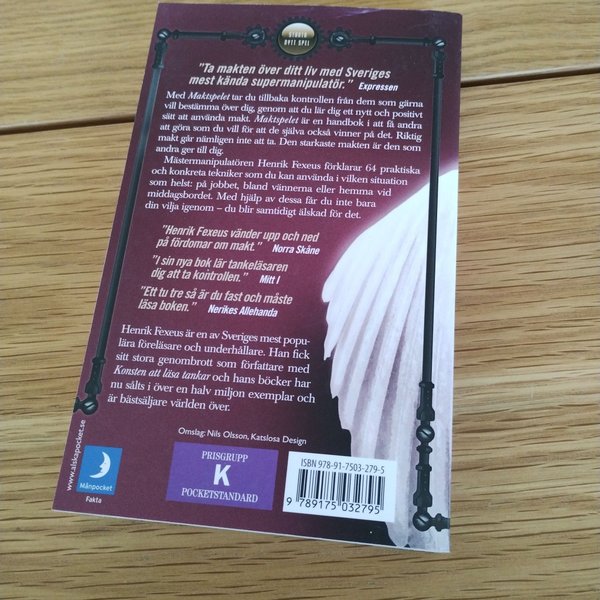 STUDIO
NYTT SPEL
"Ta makten över ditt liv med Sveriges
mest kända supermanipulatör." Expressen
Med Maktspelet tar du tillbaka kontrollen från dem som gärna
vill bestämma över dig, genom att du lär dig ett nytt och positivt
sätt att använda makt. Maktspelet är en handbok i att få andra
att göra som du vill för att de själva också vinner på det. Riktig
makt går nämligen inte att ta. Den starkaste makten är den som
andra ger till dig.
Mästermanipulatören Henrik Fexeus förklarar 64 praktiska
och konkreta tekniker som du kan använda i vilken situation
som helst: på jobbet, bland vännerna eller hemma vid
middagsbordet. Med hjälp av dessa får du inte bara
din vilja igenom – du blir samtidigt älskad för det.
"Henrik Fexeus vänder upp och ned
på fördomar om makt." Norra Skåne
"I sin nya bok lär tankeläsaren
dig att ta kontrollen." Mitt I
"Ett tu tre så är du fast och måste
läsa boken." Nerikes Allehanda
Henrik Fexeus är en av Sveriges mest popu-
lära föreläsare och underhållare. Han fick
sitt stora genombrott som författare med
Konsten att läsa tankar och hans böcker har
nu sålts i över en halv miljon exemplar och
är bästsäljare världen över.
Omslag: Nils Olsson, Katslosa Design
www.alskapocket.se
Månpocket
Fakta
PRISGRUPP
K
POCKETSTANDARD
ISBN 978-91-7503-279-5
9 789175 032795